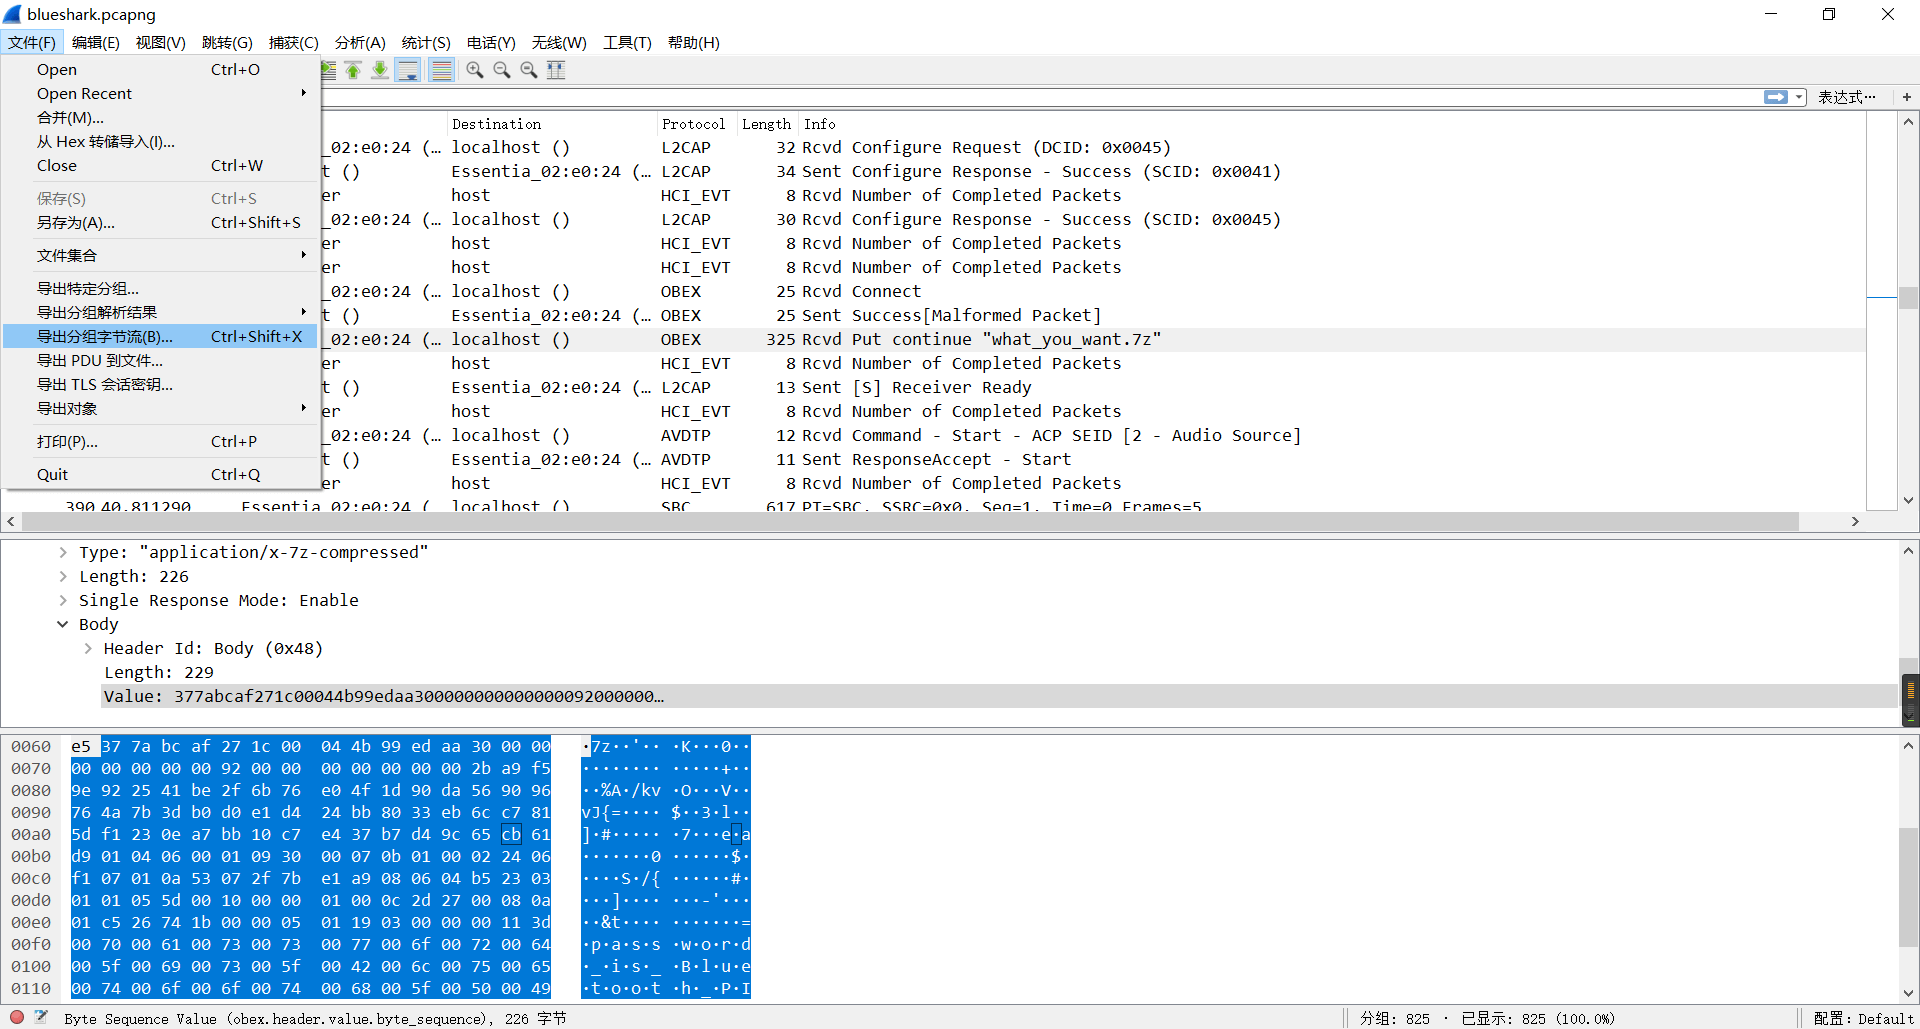 blueshark.pcapng
文件(F) 编辑(E) 视图(V) 跳转(G) 捕获(C) 分析(A) 统计(S) 电话(Y) 无线(W) 工具(T) 帮助(H)
Open Ctrl+O
Open Recent
合并(M)...
从 Hex 转储导入(I)...
Close Ctrl+W
保存(S) Ctrl+S
另存为(A)... Ctrl+Shift+S
文件集合
导出特定分组...
导出分组解析结果
导出分组字节流(B)... Ctrl+Shift+X
导出 PDU 到文件...
导出 TLS 会话密钥...
导出对象
打印(P)... Ctrl+P
Quit Ctrl+Q
表达式… +
Destination Protocol Length Info
_02:e0:24 (… localhost () L2CAP 32 Rcvd Configure Request (DCID: 0x0045)
t () Essentia_02:e0:24 (… L2CAP 34 Sent Configure Response - Success (SCID: 0x0041)
er host HCI_EVT 8 Rcvd Number of Completed Packets
_02:e0:24 (… localhost () L2CAP 30 Rcvd Configure Response - Success (SCID: 0x0045)
er host HCI_EVT 8 Rcvd Number of Completed Packets
er host HCI_EVT 8 Rcvd Number of Completed Packets
_02:e0:24 (… localhost () OBEX 25 Rcvd Connect
t () Essentia_02:e0:24 (… OBEX 25 Sent Success[Malformed Packet]
_02:e0:24 (… localhost () OBEX 325 Rcvd Put continue "what_you_want.7z"
er host HCI_EVT 8 Rcvd Number of Completed Packets
t () Essentia_02:e0:24 (… L2CAP 13 Sent [S] Receiver Ready
er host HCI_EVT 8 Rcvd Number of Completed Packets
_02:e0:24 (… localhost () AVDTP 12 Rcvd Command - Start - ACP SEID [2 - Audio Source]
t () Essentia_02:e0:24 (… AVDTP 11 Sent ResponseAccept - Start
er host HCI_EVT 8 Rcvd Number of Completed Packets
390 40.811290 Essentia_02:e0:24 (… localhost () SBC 617 PT=SBC, SSRC=0x0, Seq=1, Time=0 Frames=5
Type: "application/x-7z-compressed"
Length: 226
Single Response Mode: Enable
Body
Header Id: Body (0x48)
Length: 229
Value: 377abcaf271c00044b99edaa300000000000000092000000…
0060 e5 37 7a bc af 27 1c 00 04 4b 99 ed aa 30 00 00 ·7z··'·· ·K···0··
0070 00 00 00 00 00 92 00 00 00 00 00 00 00 2b a9 f5 ········ ·····+··
0080 9e 92 25 41 be 2f 6b 76 e0 4f 1d 90 da 56 90 96 ··%A·/kv ·O···V··
0090 76 4a 7b 3d b0 d0 e1 d4 24 bb 80 33 eb 6c c7 81 vJ{=···· $··3·l··
00a0 5d f1 23 0e a7 bb 10 c7 e4 37 b7 d4 9c 65 cb 61 ]·#····· ·7···e·a
00b0 d9 01 04 06 00 01 09 30 00 07 0b 01 00 02 24 06 ·······0 ······$·
00c0 f1 07 01 0a 53 07 2f 7b e1 a9 08 06 04 b5 23 03 ····S·/{ ······#·
00d0 01 01 05 5d 00 10 00 00 01 00 0c 2d 27 00 08 0a ···]···· ···-'···
00e0 01 c5 26 74 1b 00 00 05 01 19 03 00 00 00 11 3d ··&t···· ·······=
00f0 00 70 00 61 00 73 00 73 00 77 00 6f 00 72 00 64 ·p·a·s·s ·w·o·r·d
0100 00 5f 00 69 00 73 00 5f 00 42 00 6c 00 75 00 65 ·_·i·s·_ ·B·l·u·e
0110 00 74 00 6f 00 6f 00 74 00 68 00 5f 00 50 00 49 ·t·o·o·t ·h·_·P·I
Byte Sequence Value (obex.header.value.byte_sequence), 226 字节 分组: 825 · 已显示: 825 (100.0%) 配置: Default